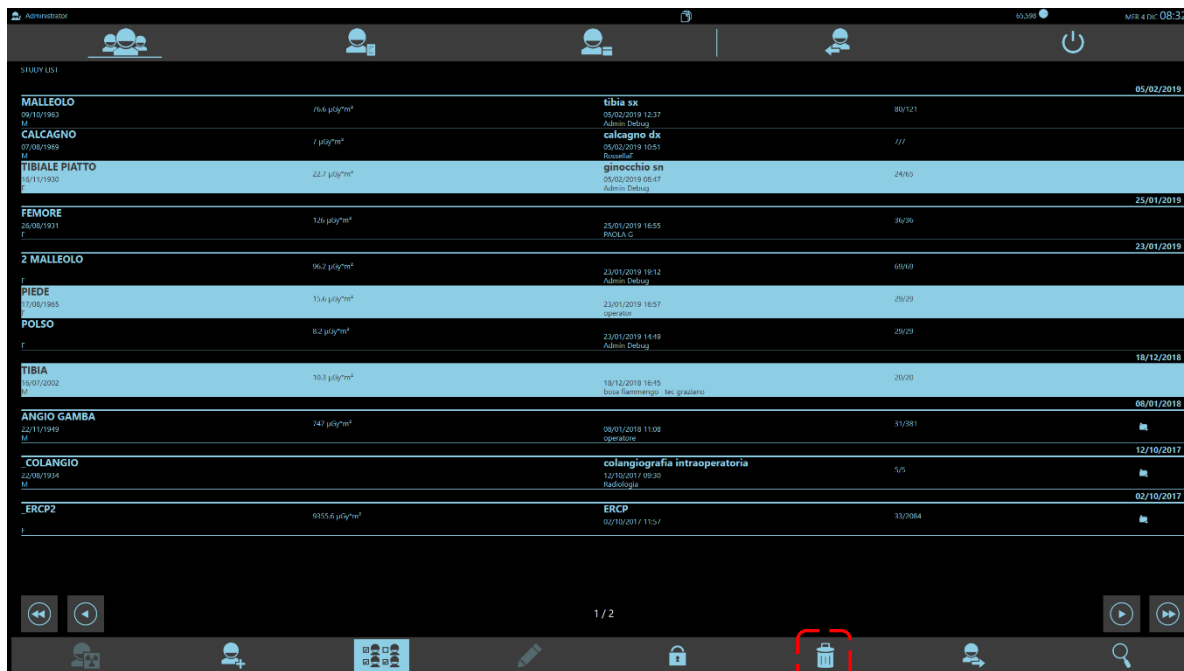 Administrator 65,598 MER 4 DIC 08:32
STUDY LIST
05/02/2019
MALLEOLO tibia sx
09/10/1963 76.6 µGy*m² 05/02/2019 12:37 80/121
M Admin Debug
CALCAGNO calcagno dx
07/08/1969 7 µGy*m² 05/02/2019 10:51 7/7
M RossellaF
TIBIALE PIATTO ginocchio sn
16/11/1930 22.7 µGy*m² 05/02/2019 08:47 24/65
F Admin Debug
25/01/2019
FEMORE
26/08/1931 126 µGy*m² 25/01/2019 16:55 36/36
F PAOLA G
23/01/2019
2 MALLEOLO
96.2 µGy*m² 23/01/2019 19:12 69/69
F Admin Debug
PIEDE
17/08/1965 15.6 µGy*m² 23/01/2019 16:57 29/29
F operator
POLSO
8.2 µGy*m² 23/01/2019 14:49 29/29
F Admin Debug
18/12/2018
TIBIA
16/07/2002 10.3 µGy*m² 18/12/2018 16:45 20/20
M bosa fiammengo tec graziano
08/01/2018
ANGIO GAMBA
22/11/1949 747 µGy*m² 08/01/2018 11:08 31/381
M operatore
12/10/2017
_COLANGIO colangiografia intraoperatoria
22/08/1934 12/10/2017 09:30 5/5
M Radiologia
02/10/2017
_ERCP2 ERCP
9355.6 µGy*m² 02/10/2017 11:57 33/2084
F
1 / 2